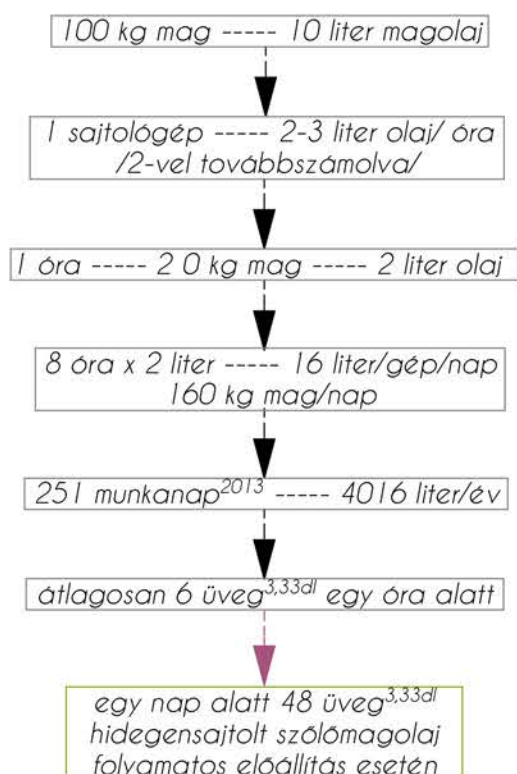 100 kg mag ----- 10 liter magolaj
1 sajtológép ----- 2-3 liter olaj/ óra
/2-vel továbbszámolva/
1 óra ----- 2 0 kg mag ----- 2 liter olaj
8 óra x 2 liter ----- 16 liter/gép/nap
160 kg mag/nap
251 munkanap2013 ----- 4016 liter/év
átlagosan 6 üveg3,33dl egy óra alatt
egy nap alatt 48 üveg3,33dl
hidegensajtolt szőlőmagolaj
folyamatos előállítás esetén